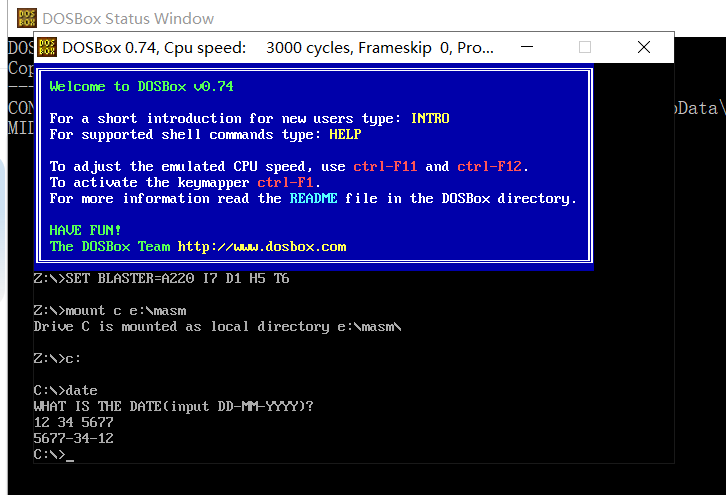 DOSBox Status Window
DOSBox 0.74, Cpu speed: 3000 cycles, Frameskip 0, Pro...
DOS
Cop
---
CON
oData\
MID
Welcome to DOSBox v0.74
For a short introduction for new users type: INTRO
For supported shell commands type: HELP
To adjust the emulated CPU speed, use ctrl-F11 and ctrl-F12.
To activate the keymapper ctrl-F1.
For more information read the README file in the DOSBox directory.
HAVE FUN!
The DOSBox Team http://www.dosbox.com
Z:\>SET BLASTER=A220 I7 D1 H5 T6
Z:\>mount c e:\masm
Drive C is mounted as local directory e:\masm\
Z:\>c:
C:\>date
WHAT IS THE DATE(input DD-MM-YYYY)?
12 34 5677
5677-34-12
C:\>_